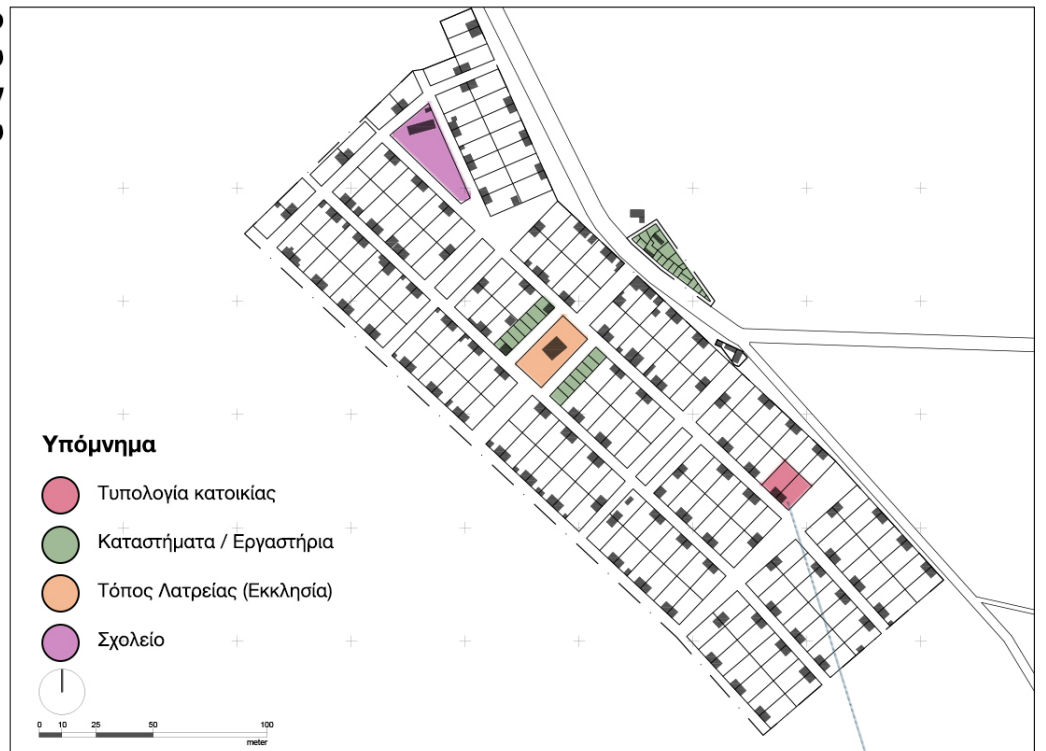 Υπόμνημα
Τυπολογία κατοικίας
Καταστήματα / Εργαστήρια
Τόπος Λατρείας (Εκκλησία)
Σχολείο
0 10 25 50 100
meter